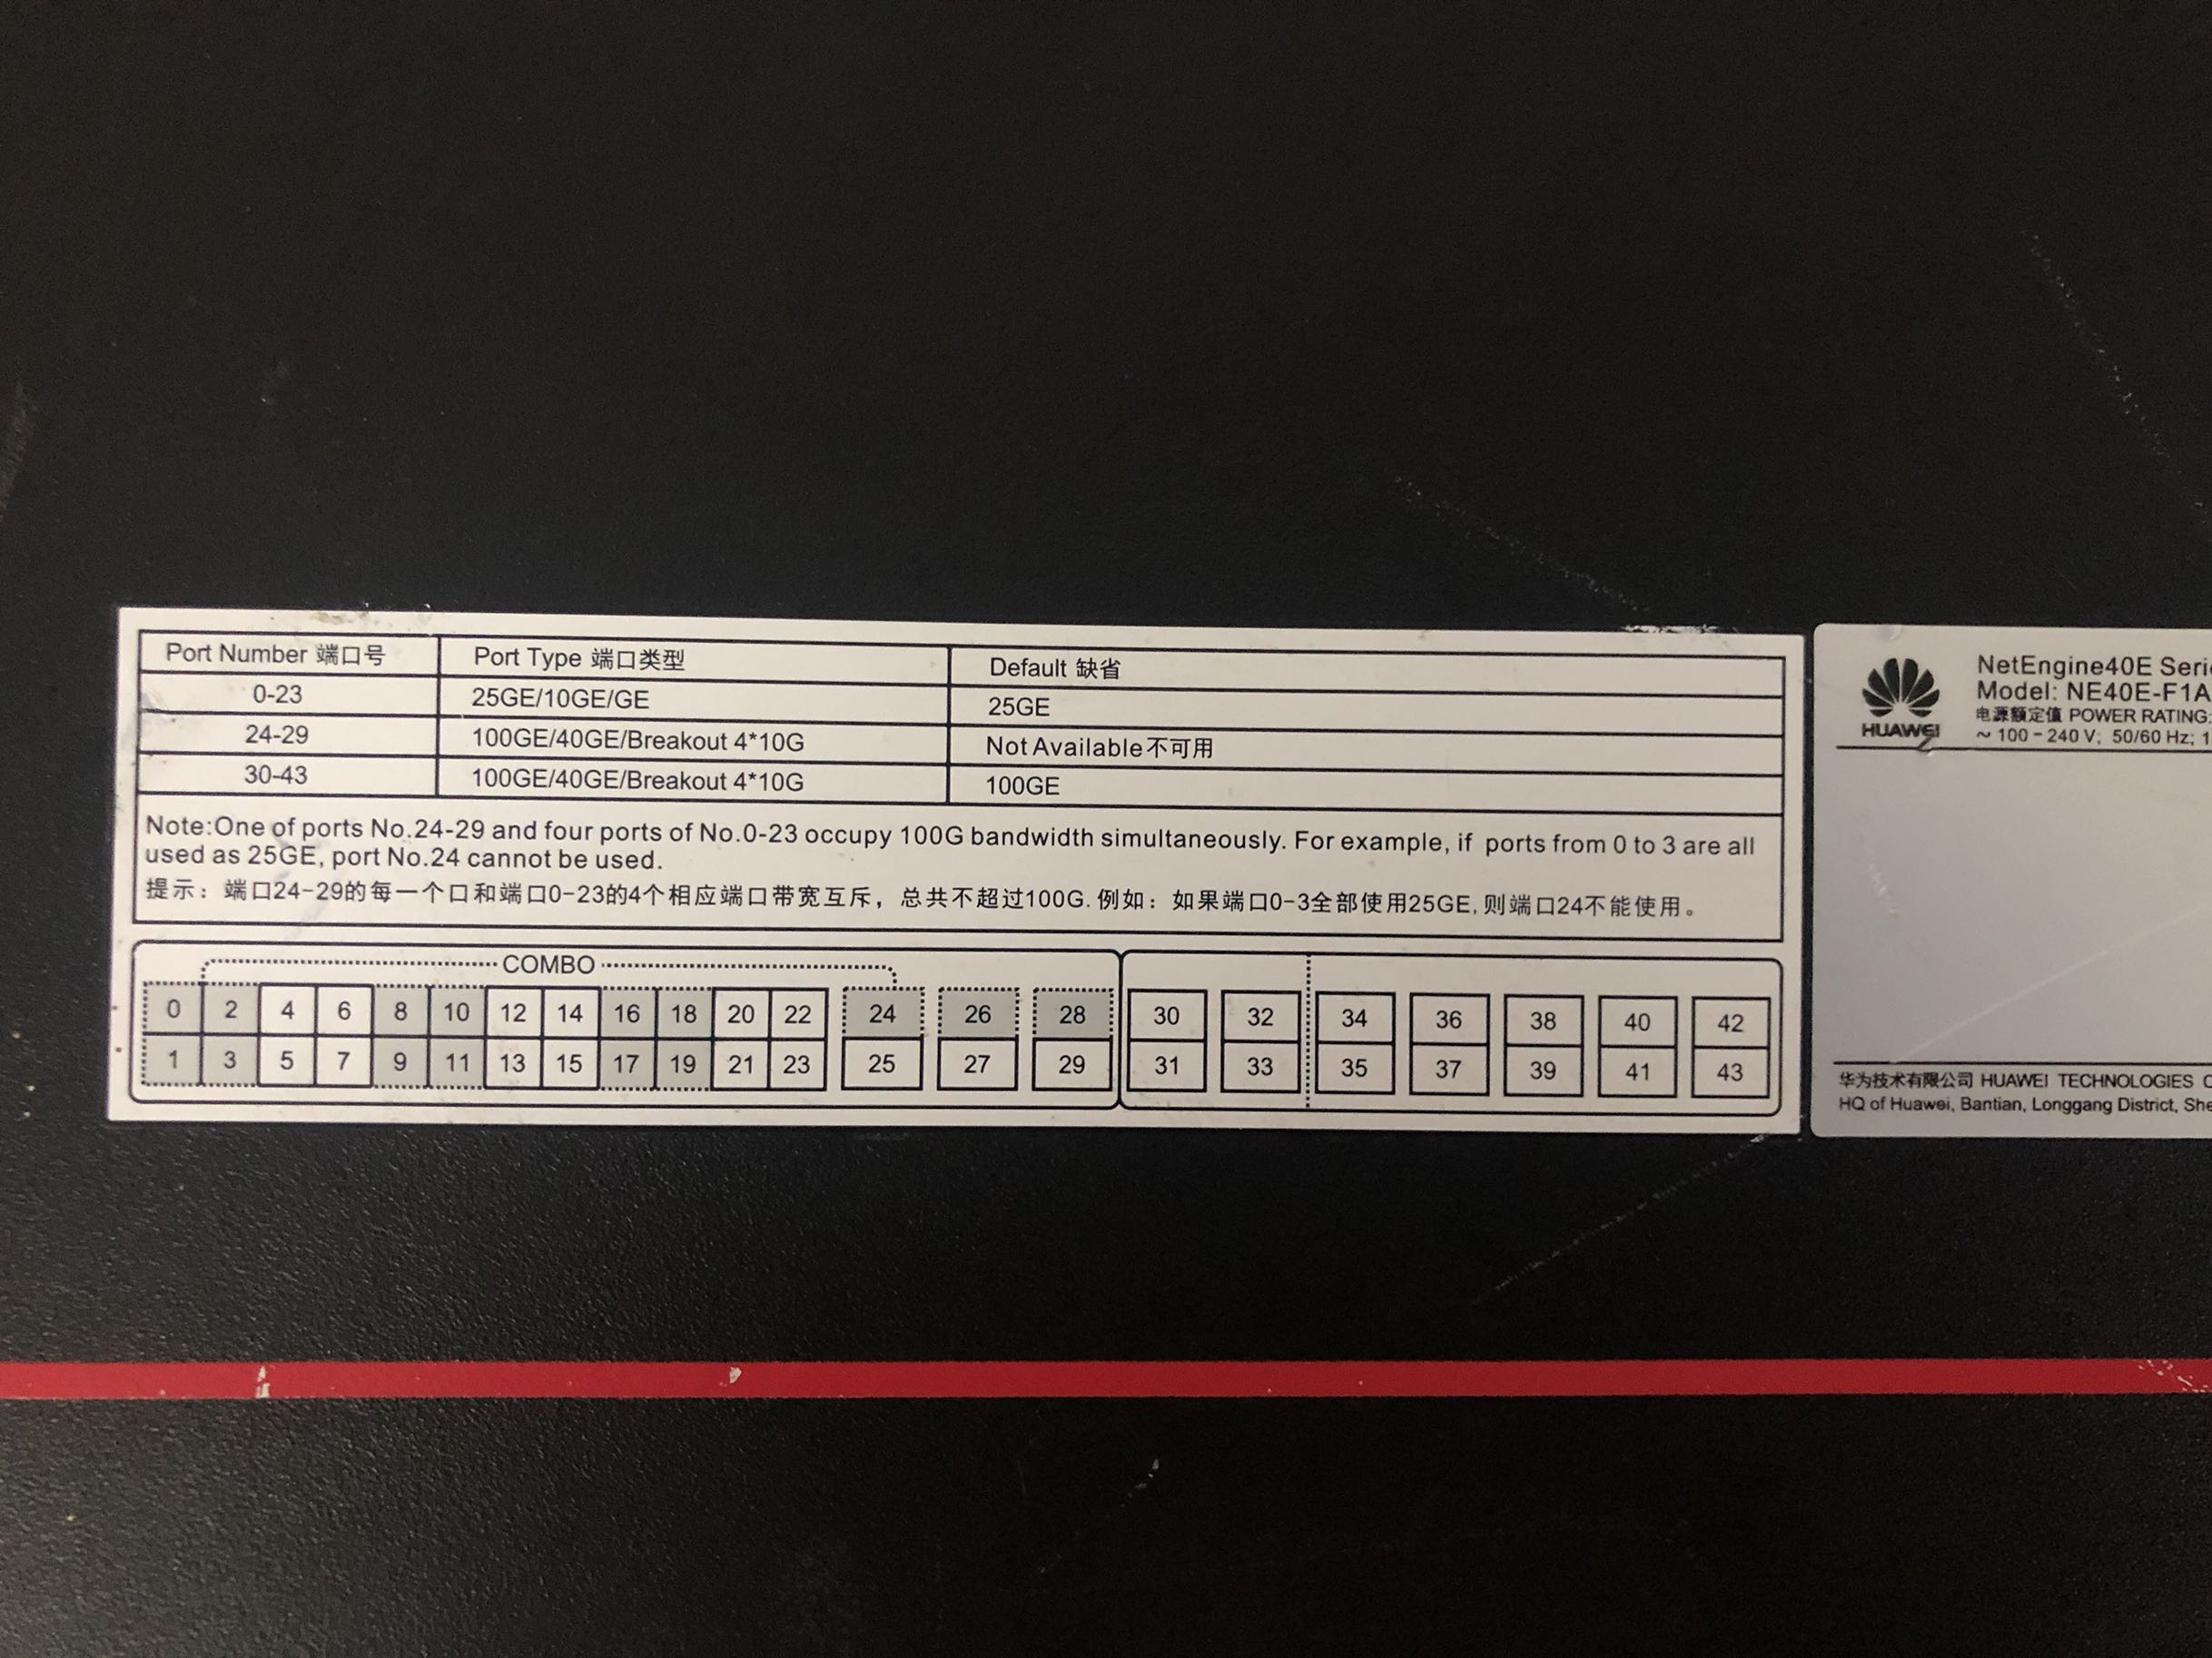 Port Number 端口号 Port Type 端口类型 Default 缺省
0-23 25GE/10GE/GE 25GE
24-29 100GE/40GE/Breakout 4*10G Not Available不可用
30-43 100GE/40GE/Breakout 4*10G 100GE
Note:One of ports No.24-29 and four ports of No.0-23 occupy 100G bandwidth simultaneously. For example, if ports from 0 to 3 are all
used as 25GE, port No.24 cannot be used.
提示：端口24-29的每一个口和端口0-23的4个相应端口带宽互斥，总共不超过100G.例如：如果端口0-3全部使用25GE,则端口24不能使用。
COMBO
0 2 4 6 8 10 12 14 16 18 20 22 24 26 28 30 32 34 36 38 40 42
1 3 5 7 9 11 13 15 17 19 21 23 25 27 29 31 33 35 37 39 41 43
HUAWEI
NetEngine40E
Model: NE40E-F1A
电源额定值 POWER RATING:
~ 100-240 V; 50/60 Hz;
华为技术有限公司 HUAWEI TECHNOLOGIES
HQ of Huawei, Bantian, Longgang District,